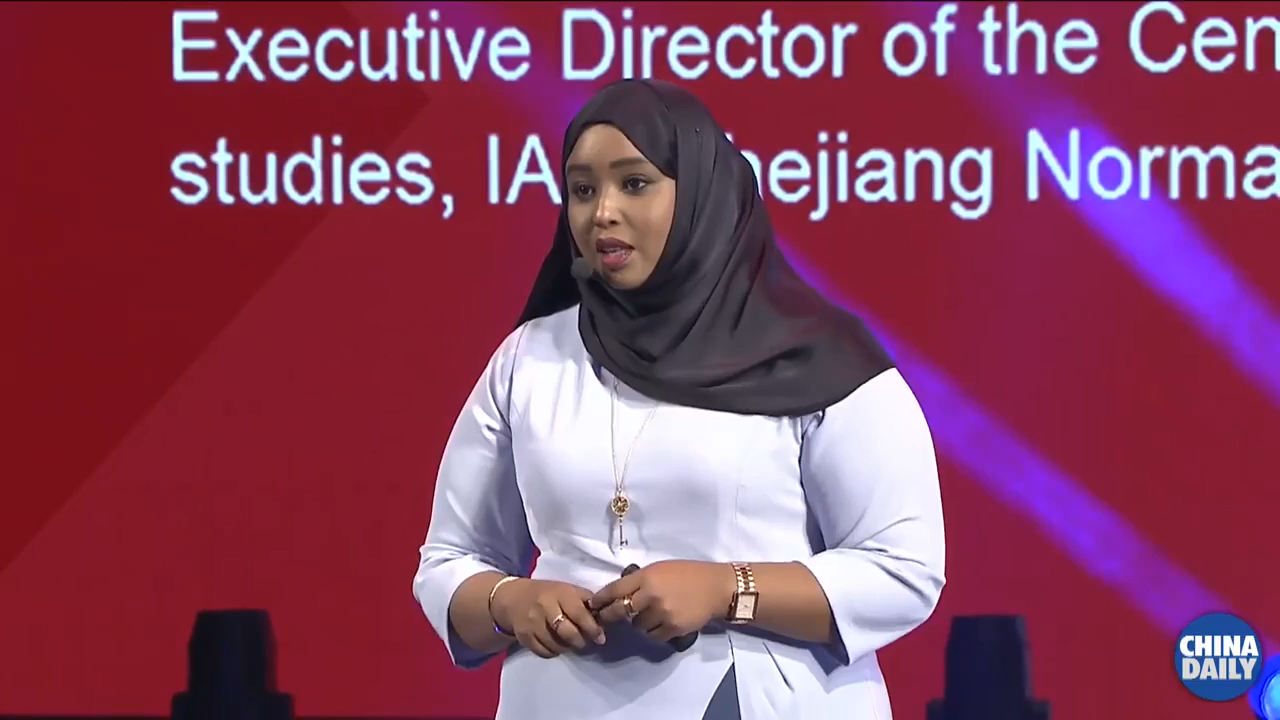 Executive Director of the Cen
studies, IA hejiang Norma
CHINA
DAILY